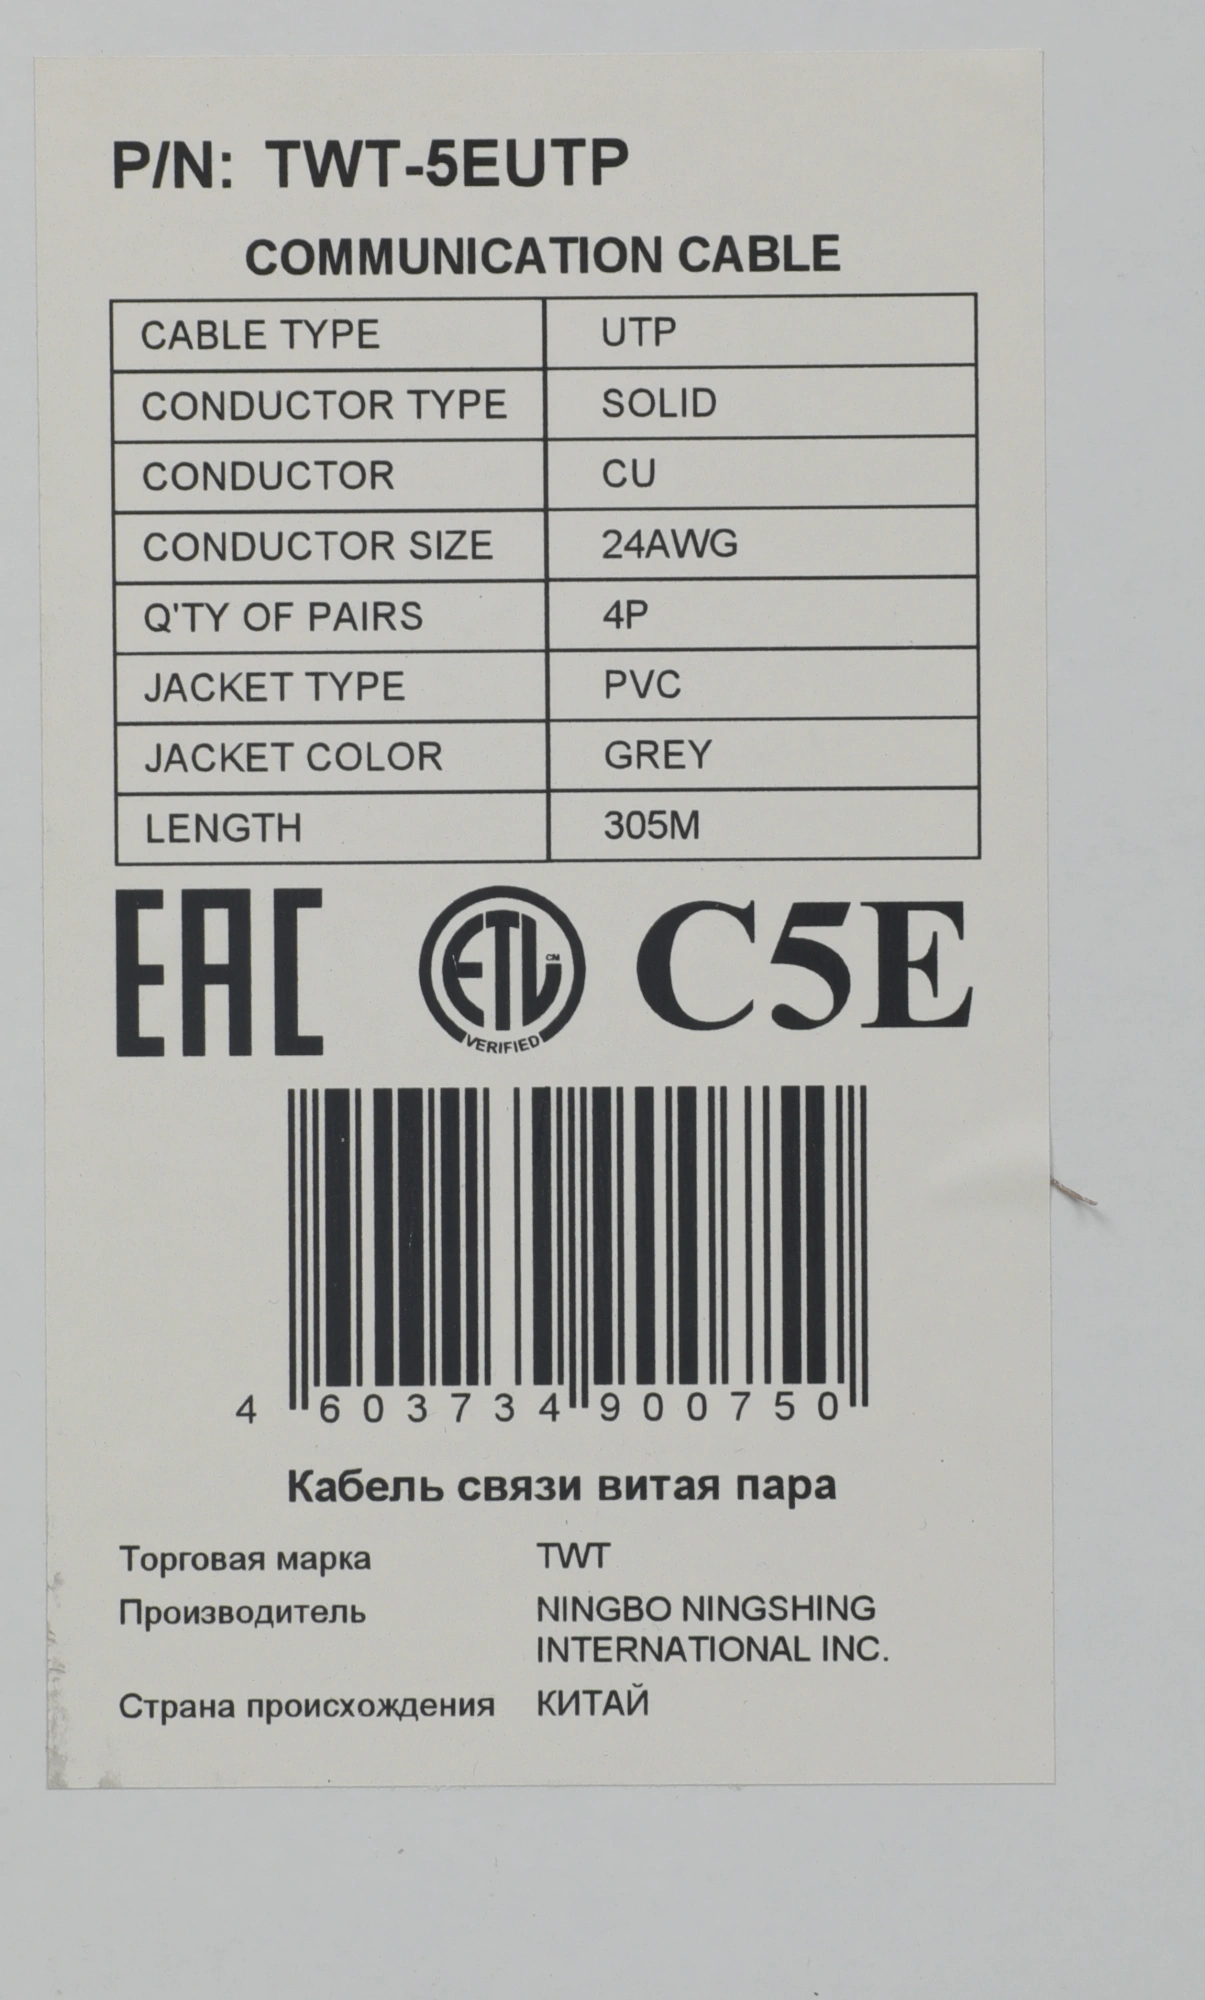 P/N: TWT-5EUTP
COMMUNICATION CABLE
CABLE TYPE UTP
CONDUCTOR TYPE SOLID
CONDUCTOR CU
CONDUCTOR SIZE 24AWG
Q'TY OF PAIRS 4P
JACKET TYPE PVC
JACKET COLOR GREY
LENGTH 305M
EAC ETL CM VERIFIED C5E
4 603734 900750
Кабель связи витая пара
Торговая марка TWT
Производитель NINGBO NINGSHING
INTERNATIONAL INC.
Страна происхождения КИТАЙ